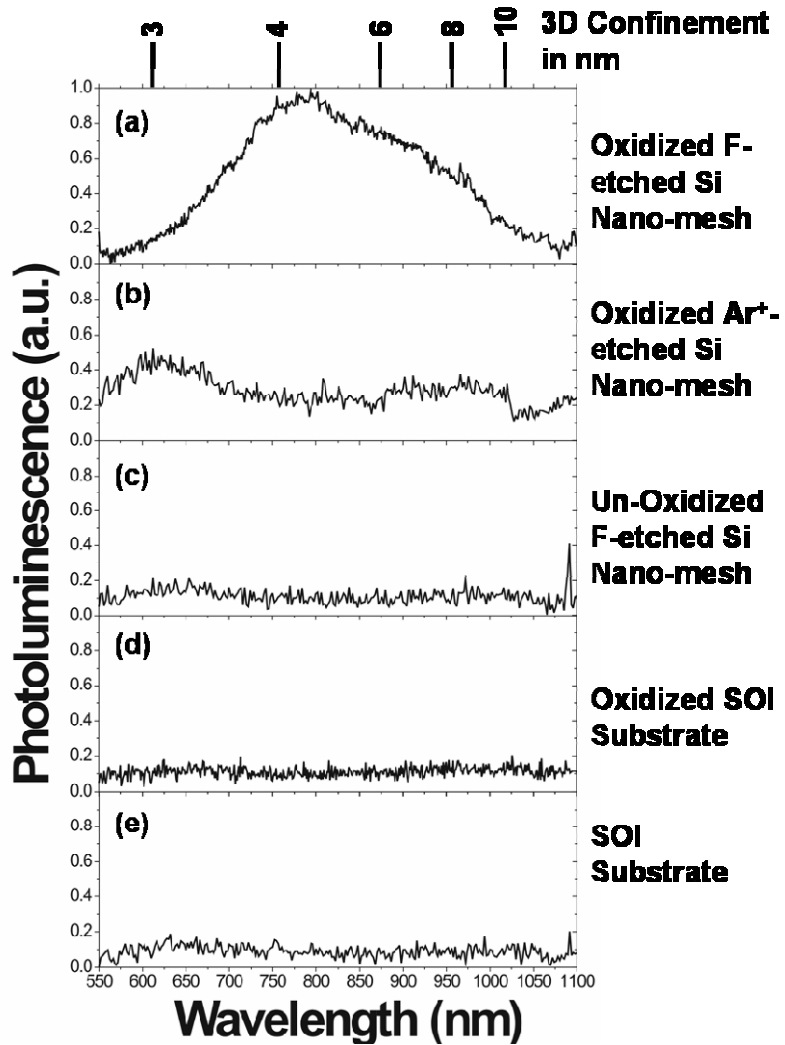 3 4 6 8 10
3D Confinement
in nm
(a)
1.0
0.8
0.6
0.4
0.2
0.0
Oxidized F-
etched Si
Nano-mesh
(b)
0.8
0.6
0.4
0.2
0.0
Oxidized Ar+-
etched Si
Nano-mesh
(c)
0.8
0.6
0.4
0.2
0.0
Un-Oxidized
F-etched Si
Nano-mesh
(d)
0.8
0.6
0.4
0.2
0.0
Oxidized SOI
Substrate
(e)
0.8
0.6
0.4
0.2
0.0
SOI
Substrate
Photoluminescence (a.u.)
550 600 650 700 750 800 850 900 950 1000 1050 1100
Wavelength (nm)